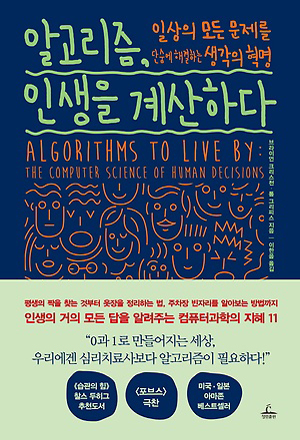 알고리즘,
인생을 계산하다
일상의 모든 문제를
단숨에 해결하는 생각의 혁명
ALGORITHMS TO LIVE BY:
THE COMPUTER SCIENCE OF HUMAN DECISIONS
브라이언 크리스천·톰 그리피스 지음 ― 이한음 옮김
평생의 짝을 찾는 것부터 옷장을 정리하는 법, 주차장 빈자리를 알아보는 방법까지
인생의 거의 모든 답을 알려주는 컴퓨터과학의 지혜 11
“0과 1로 만들어지는 세상,
우리에겐 심리치료사보다 알고리즘이 필요하다!”
《습관의 힘》
찰스 두히그
추천도서
〈포브스〉
극찬
미국·일본
아마존
베스트셀러
청림출판